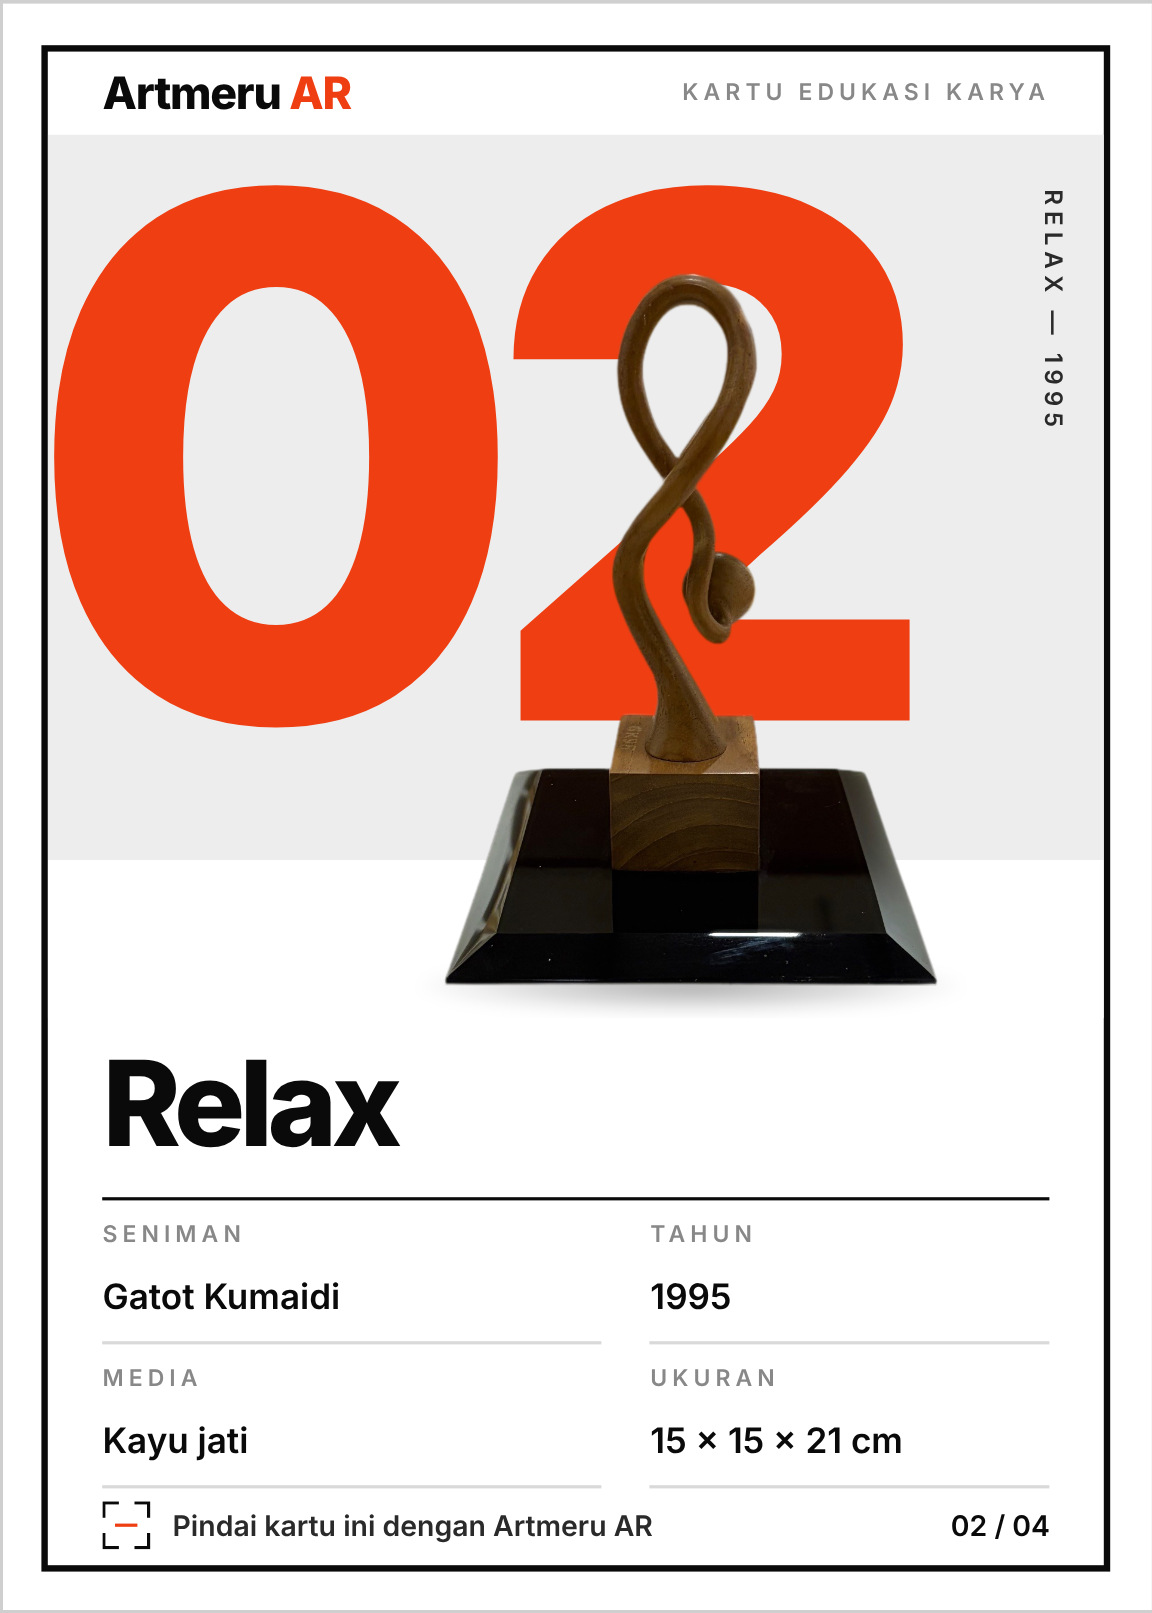 Artmeru AR
KARTU EDUKASI KARYA
02
RELAX — 1995
Relax
SENIMAN
Gatot Kumaidi
TAHUN
1995
MEDIA
Kayu jati
UKURAN
15 × 15 × 21 cm
Pindai kartu ini dengan Artmeru AR
02 / 04